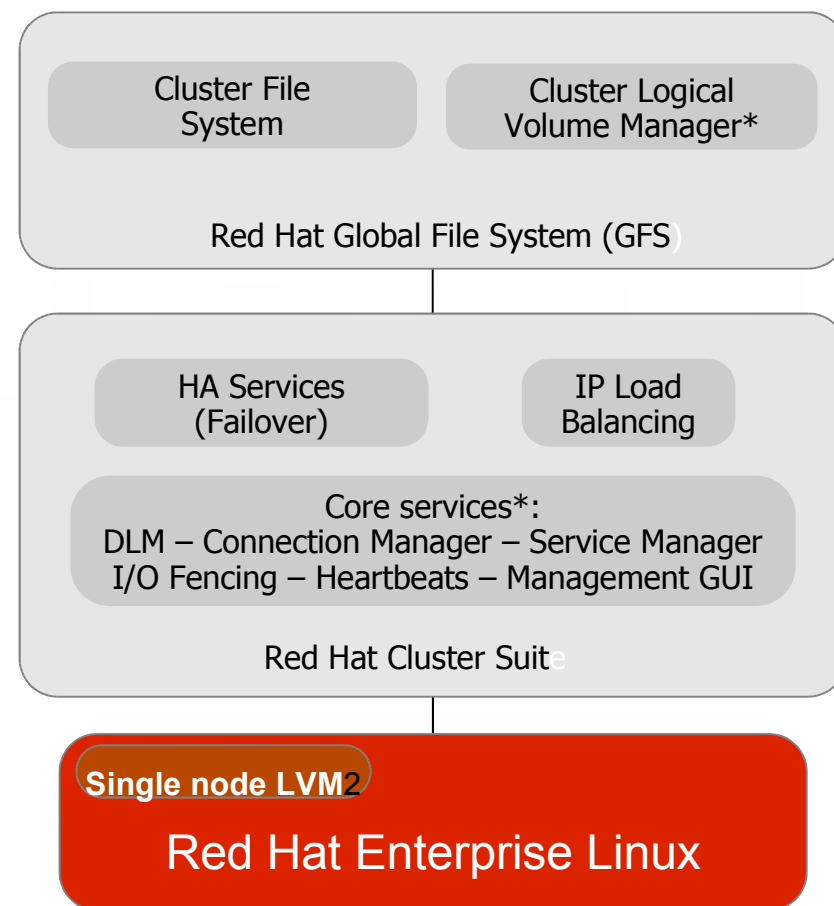 Cluster File
System
Cluster Logical
Volume Manager*
Red Hat Global File System (GFS)
HA Services
(Failover)
IP Load
Balancing
Core services*:
DLM – Connection Manager – Service Manager
I/O Fencing – Heartbeats – Management GUI
Red Hat Cluster Suite
Single node LVM2
Red Hat Enterprise Linux